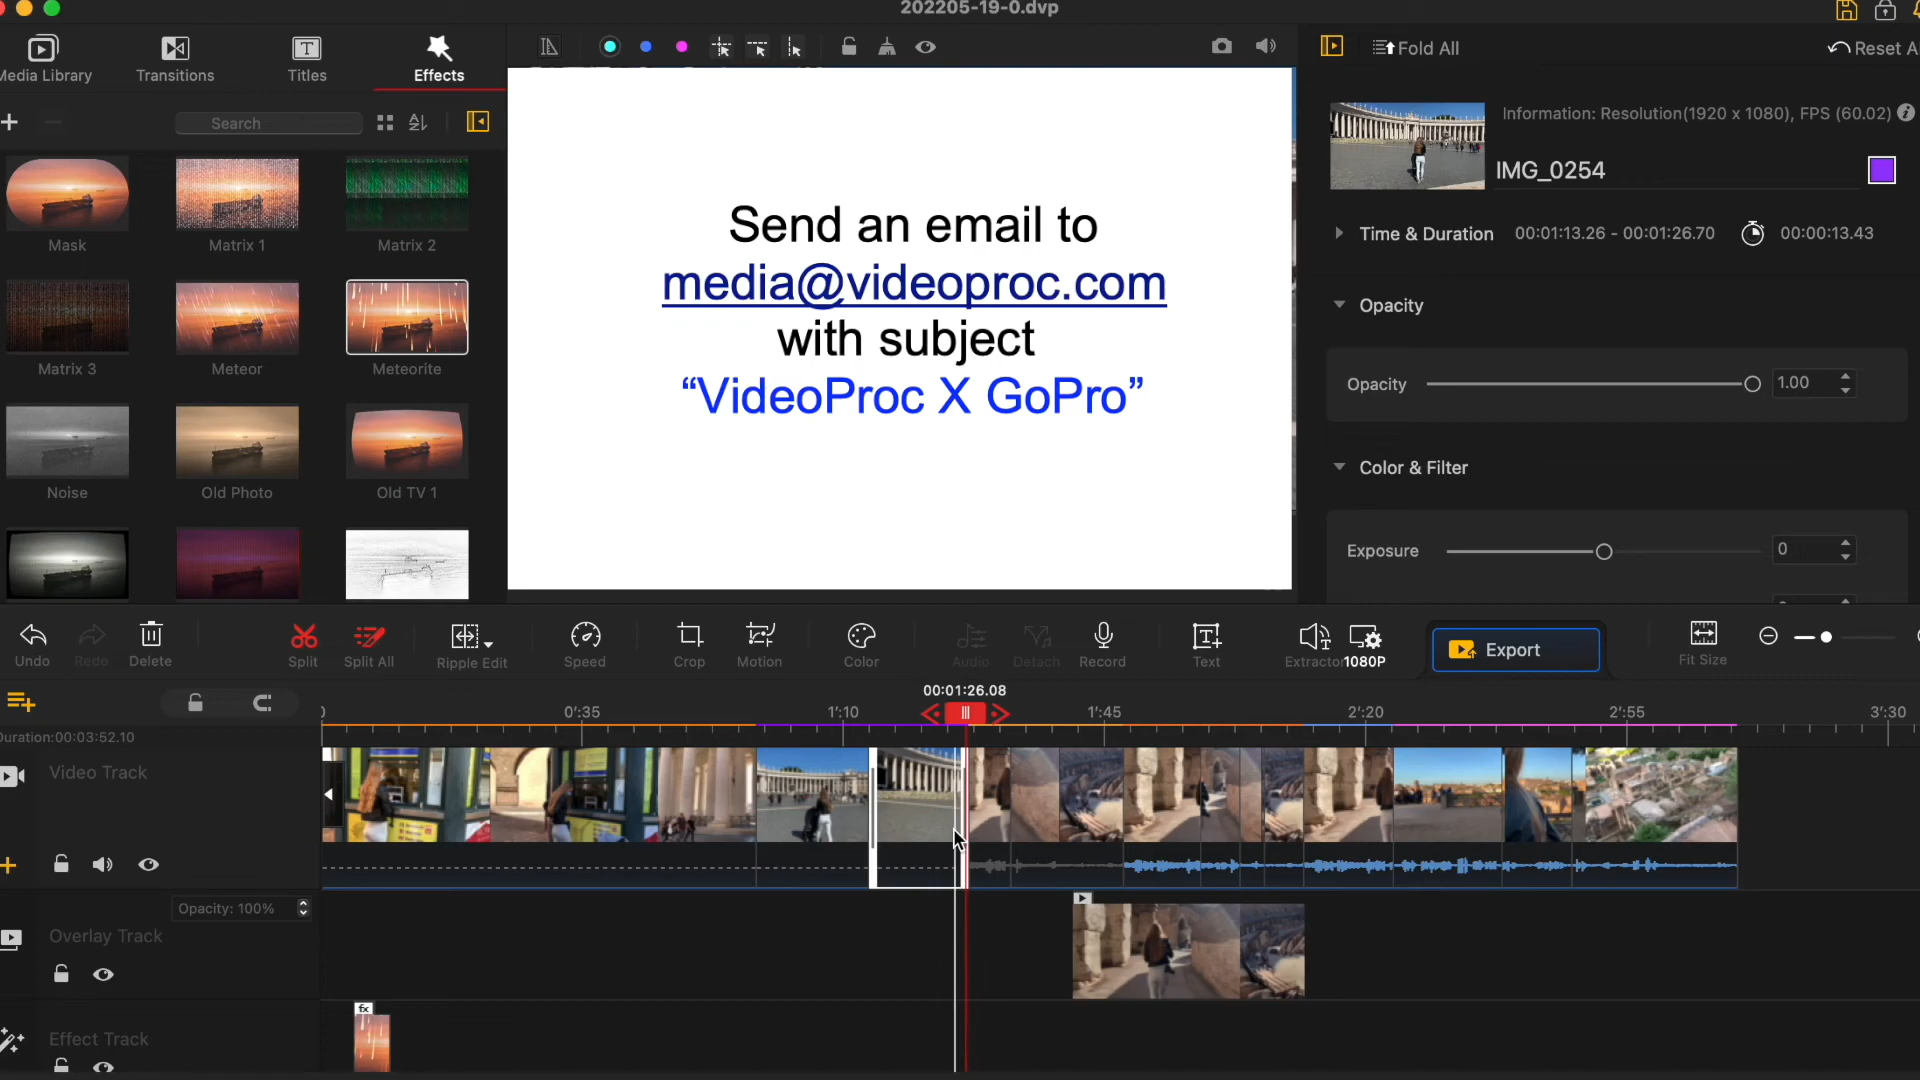 202205-19-0.dvp
Media Library
Transitions
Titles
Effects
Fold All
Reset A
Search
Information: Resolution(1920 x 1080), FPS (60.02)
IMG_0254
Mask
Matrix 1
Matrix 2
Time & Duration 00:01:13.26 - 00:01:26.70 00:00:13.43
Send an email to
media@videoproc.com
with subject
“VideoProc X GoPro”
Opacity
Matrix 3
Meteor
Meteorite
Opacity 1.00
Color & Filter
Noise
Old Photo
Old TV 1
Exposure 0
Undo
Redo
Delete
Split
Split All
Ripple Edit
Speed
Crop
Motion
Color
Audio
Detach
Record
Text
Extractor
1080P
Export
Fit Size
00:01:26.08
0':35
1':10
1':45
2':20
2':55
3':30
Duration:00:03:52.10
Video Track
Opacity: 100%
Overlay Track
fx
Effect Track